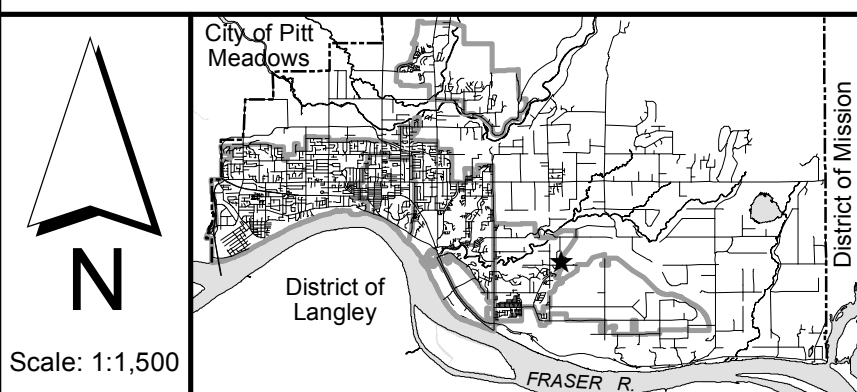 City of Pitt
Meadows
N
Scale: 1:1,500
District of
Langley
District of Mission
FRASER R.